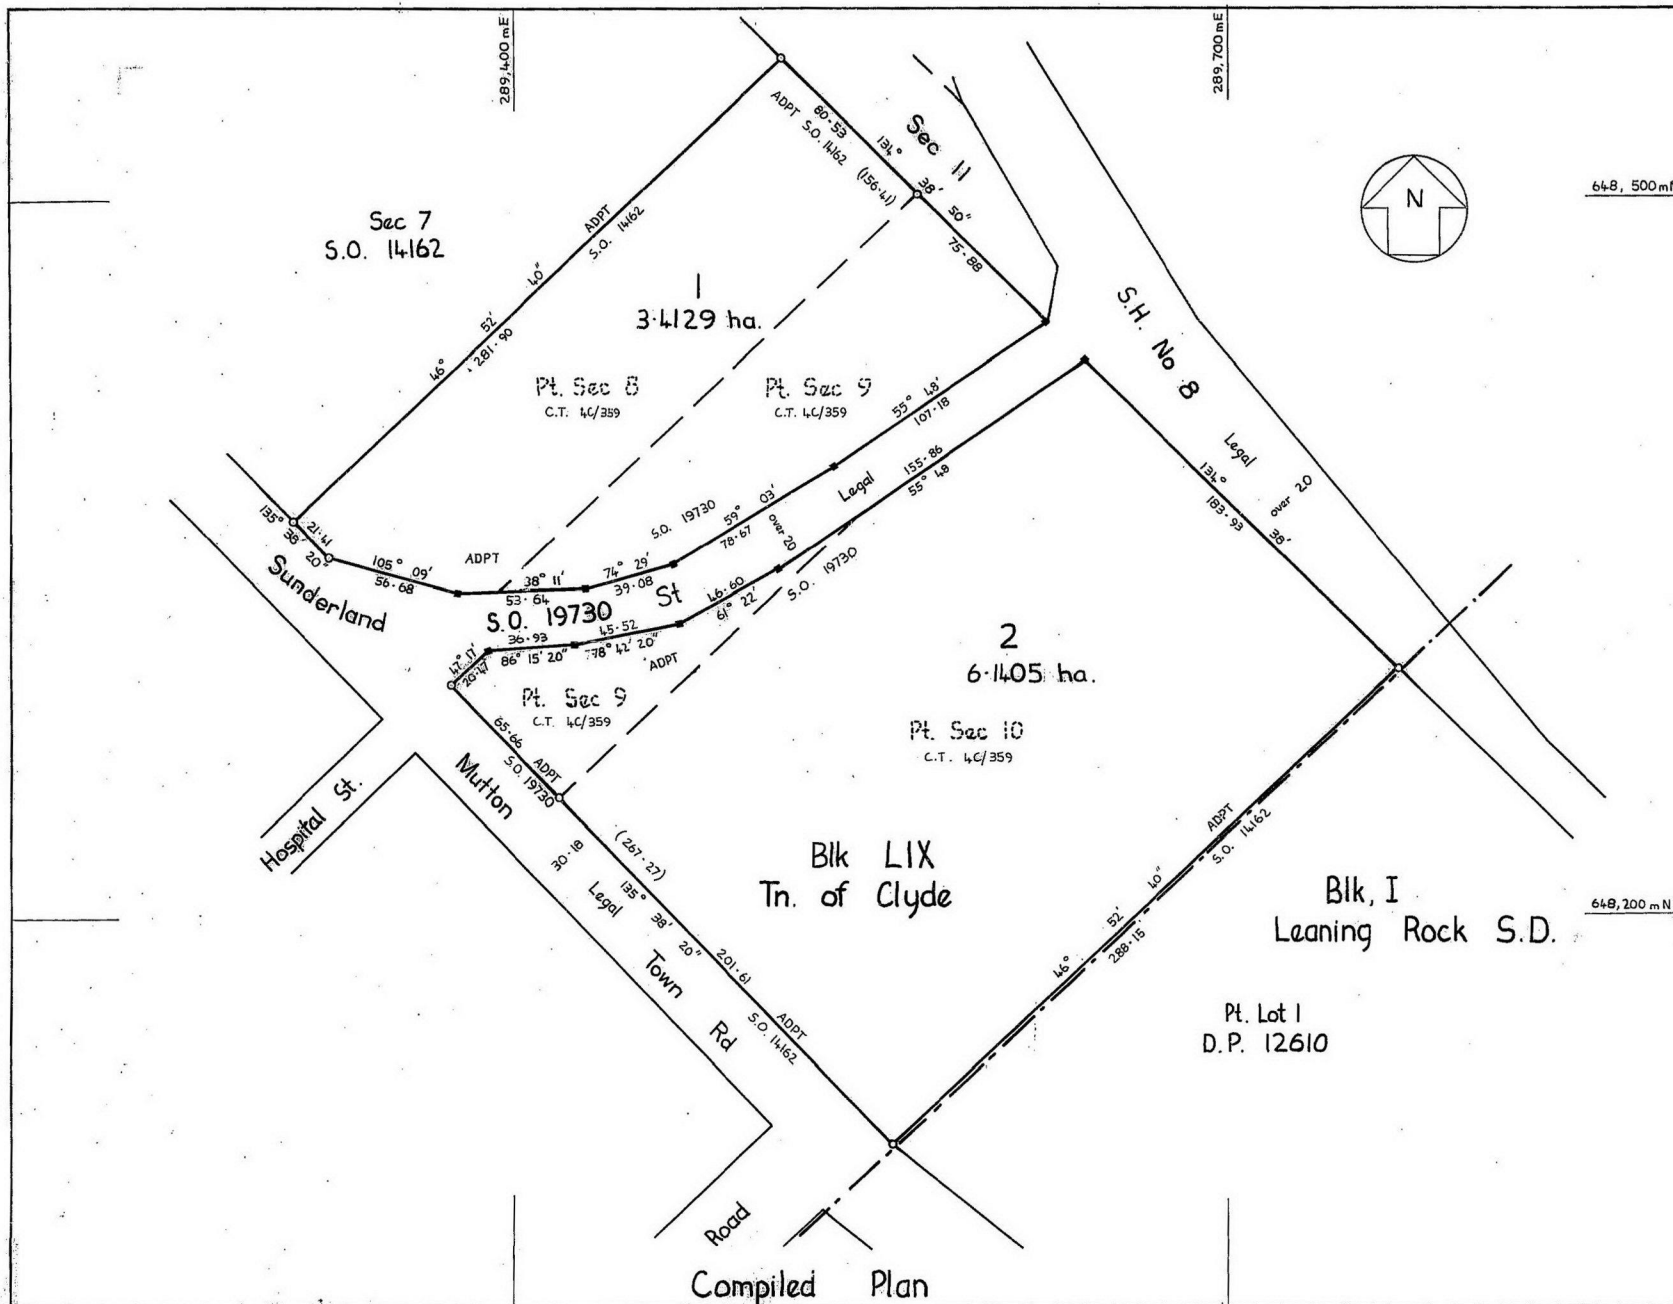 289,400 mE
289,700 mE
648, 500 mN
N
Sec 7
S.O. 14162
ADPT
S.O. 14162
46° 52' 40"
281·90
80·53
ADPT S.O. 14162
(156·41)
134° 38' 50"
75·88
Sec 11
S.H. No 8
Legal
over 20
1
3·4129 ha.
Pt. Sec 8
C.T. 4C/359
Pt. Sec 9
C.T. 4C/359
55° 48'
107·18
155·86
55° 48
Legal
over 20
S.O. 19730
59° 03'
78·67
S.O. 19730
134° 38'
183·93
21·41
135° 38' 20"
105° 09'
56·68
ADPT
38° 11'
53·64
74° 29'
39·08
Sunderland
St
S.O. 19730
46·60
61° 22'
47° 17'
20·47
36·93
86° 15' 20"
45·52
78° 42' 20"
ADPT
Pt. Sec 9
C.T. 4C/359
2
6·1405 ha.
Pt. Sec 10
C.T. 4C/359
65·66
ADPT
S.O. 19730
Hospital St.
Mutton
Town
Rd
30·18
Legal
(267·27)
135° 38' 20"
201·61
ADPT
S.O. 14162
Blk LIX
Tn. of Clyde
ADPT
S.O. 14162
46° 52' 40"
288·15
Blk, I
Leaning Rock S.D.
648,200 mN
Pt. Lot 1
D.P. 12610
Road
Compiled Plan